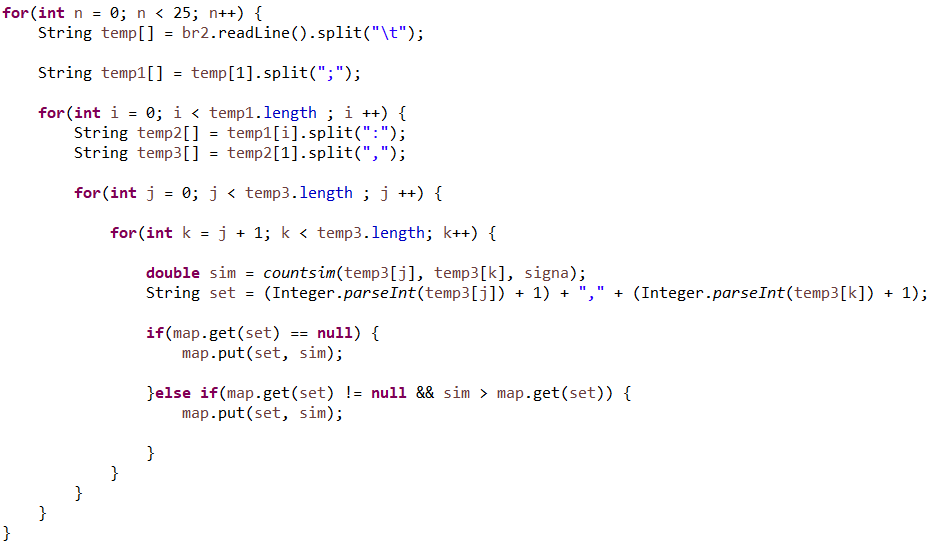 for(int n = 0; n < 25; n++) {
    String temp[] = br2.readLine().split("\t");
    String temp1[] = temp[1].split(";");
    for(int i = 0; i < temp1.length ; i ++) {
        String temp2[] = temp1[i].split(":");
        String temp3[] = temp2[1].split(",");
        for(int j = 0; j < temp3.length ; j ++) {
            for(int k = j + 1; k < temp3.length; k++) {
                double sim = countsim(temp3[j], temp3[k], signa);
                String set = (Integer.parseInt(temp3[j]) + 1) + "," + (Integer.parseInt(temp3[k]) + 1);
                if(map.get(set) == null) {
                    map.put(set, sim);
                }else if(map.get(set) != null && sim > map.get(set)) {
                    map.put(set, sim);
                }
            }
        }
    }
}